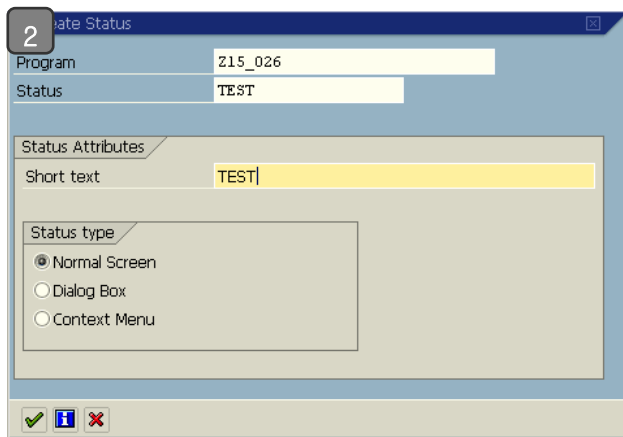 2
Create Status
Program Z15_026
Status TEST
Status Attributes
Short text TEST
Status type
Normal Screen
Dialog Box
Context Menu